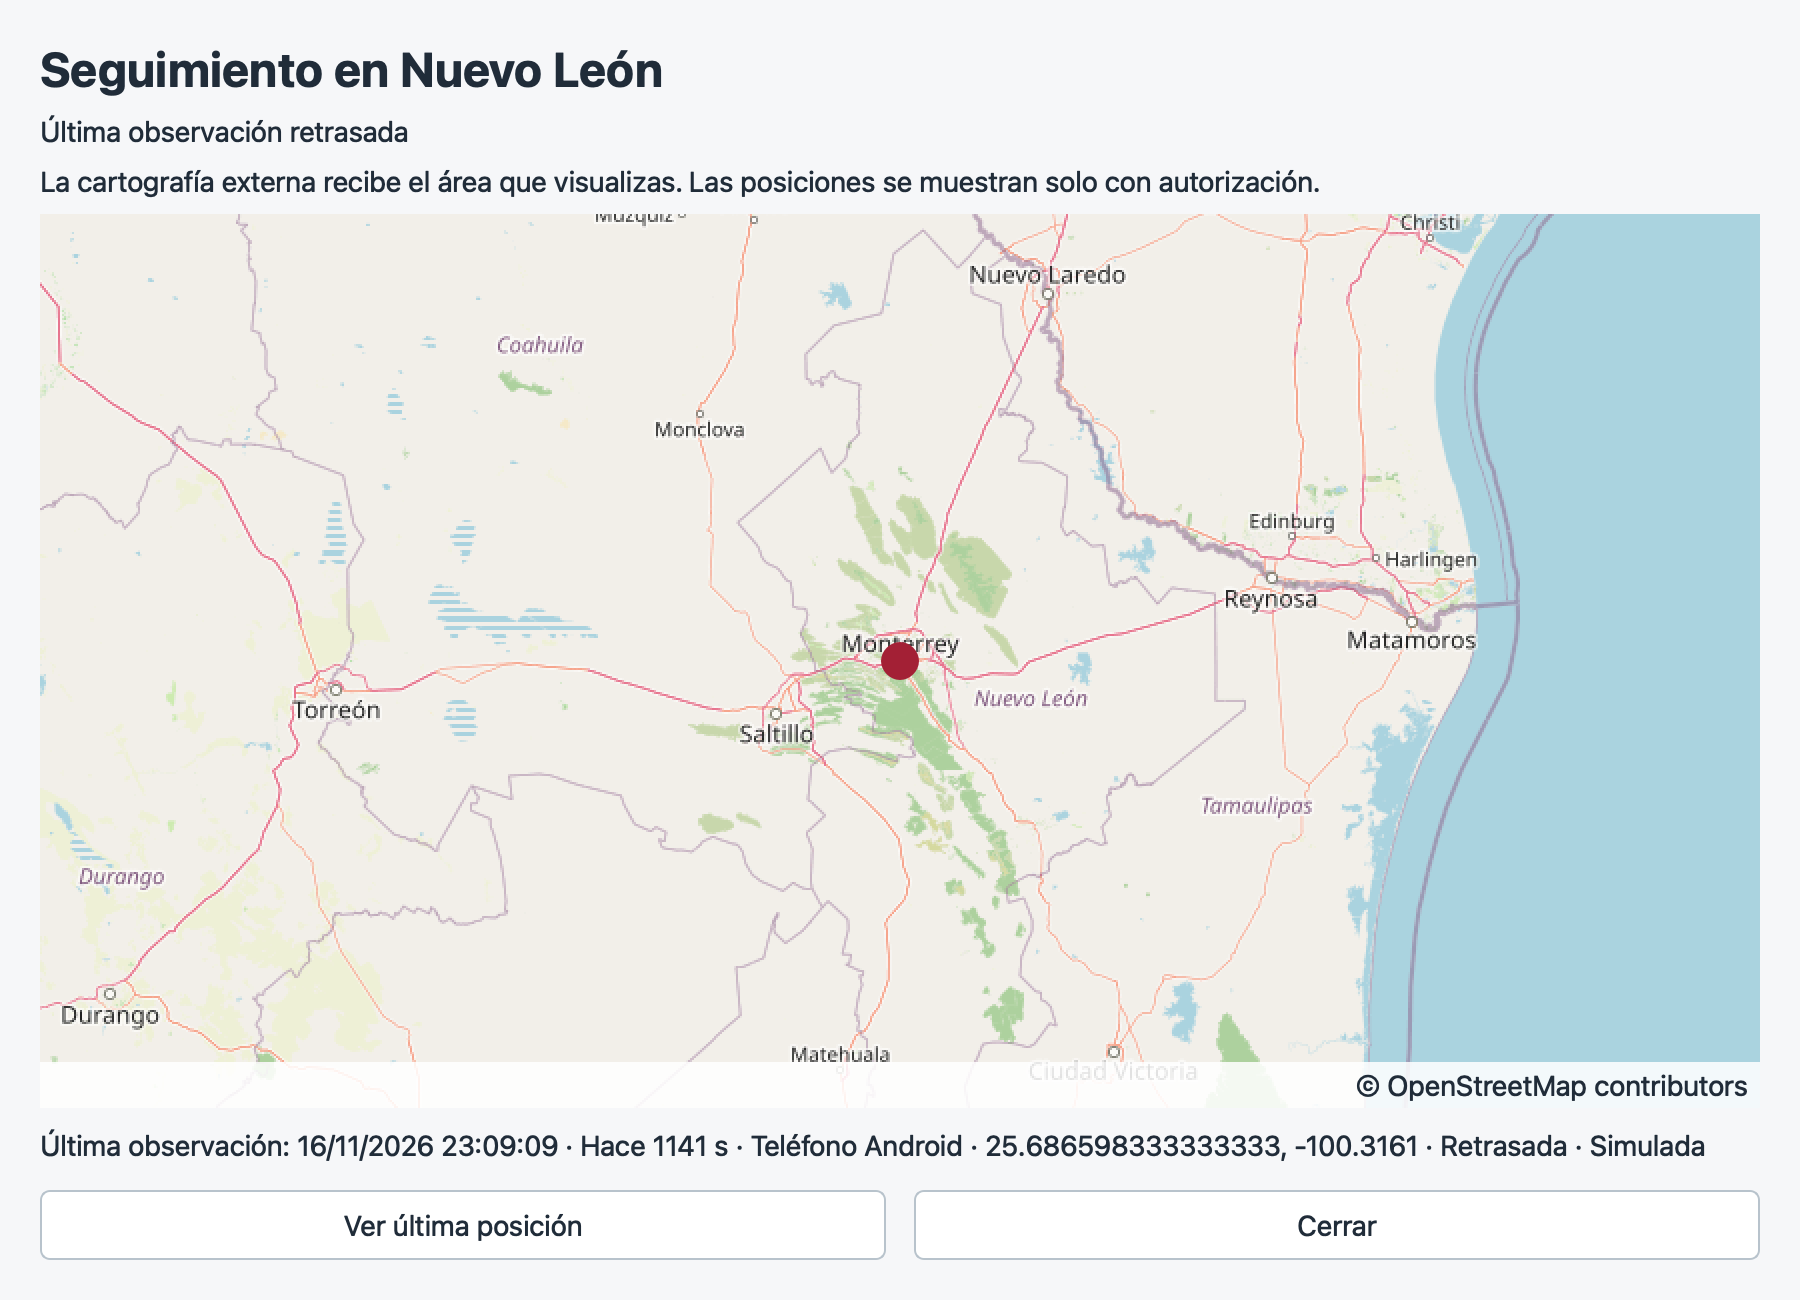 Seguimiento en Nuevo León
Última observación retrasada
La cartografía externa recibe el área que visualizas. Las posiciones se muestran solo con autorización.
Múzquiz
Christi
Nuevo Laredo
Coahuila
Monclova
Edinburg
Harlingen
Reynosa
Matamoros
Monterrey
Nuevo León
Torreón
Saltillo
Tamaulipas
Durango
Durango
Matehuala
Ciudad Victoria
© OpenStreetMap contributors
Última observación: 16/11/2026 23:09:09 · Hace 1141 s · Teléfono Android · 25.686598333333333, -100.3161 · Retrasada · Simulada
Ver última posición
Cerrar